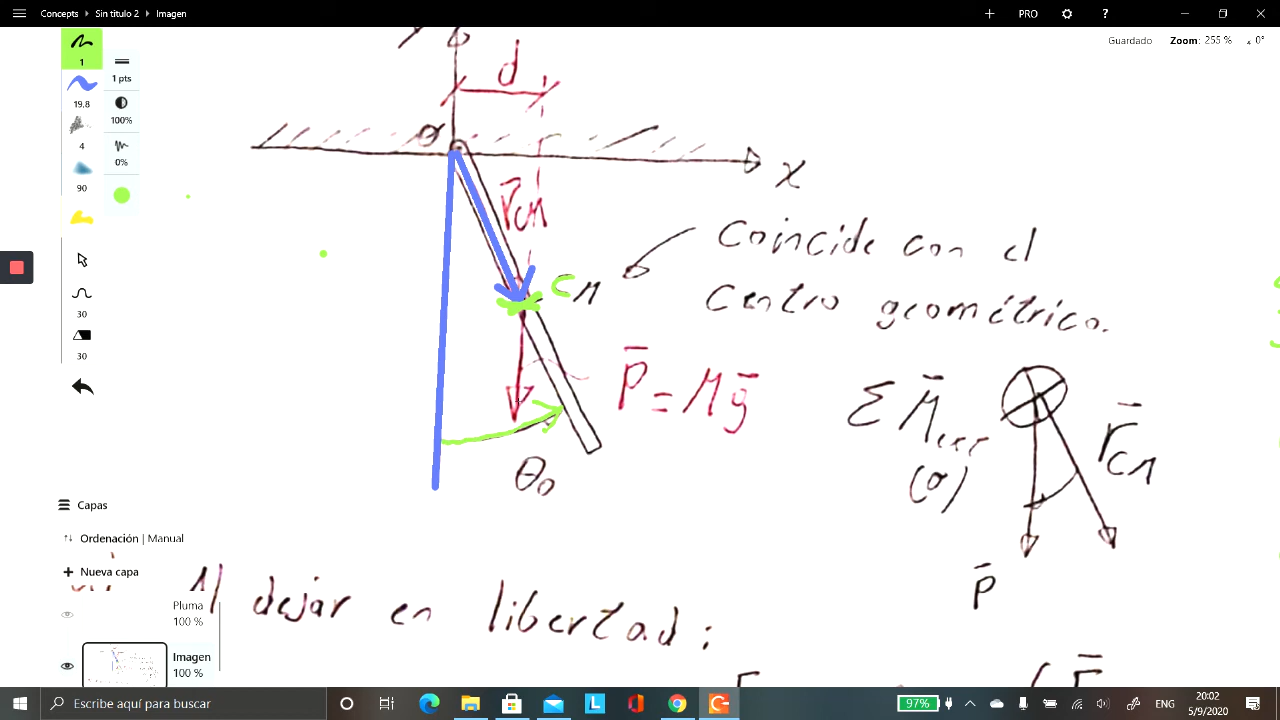 Concepts › Sin título 2 › Imagen
PRO
?
1
1 pts
Guardado
Zoom: 255 %
0°
19.8
100%
4
0%
90
30
30
d
σ
x
r̄CM
Coincide con el
CM
centro geométrico.
P̄ = Mḡ
Σ M̄ext
(σ)
r̄CM
θ0
P̄
Capas
Ordenación | Manual
+ Nueva capa
Al dejar en libertad:
Pluma
100 %
Imagen
100 %
Escribe aquí para buscar
97%
ENG
20:02
5/9/2020